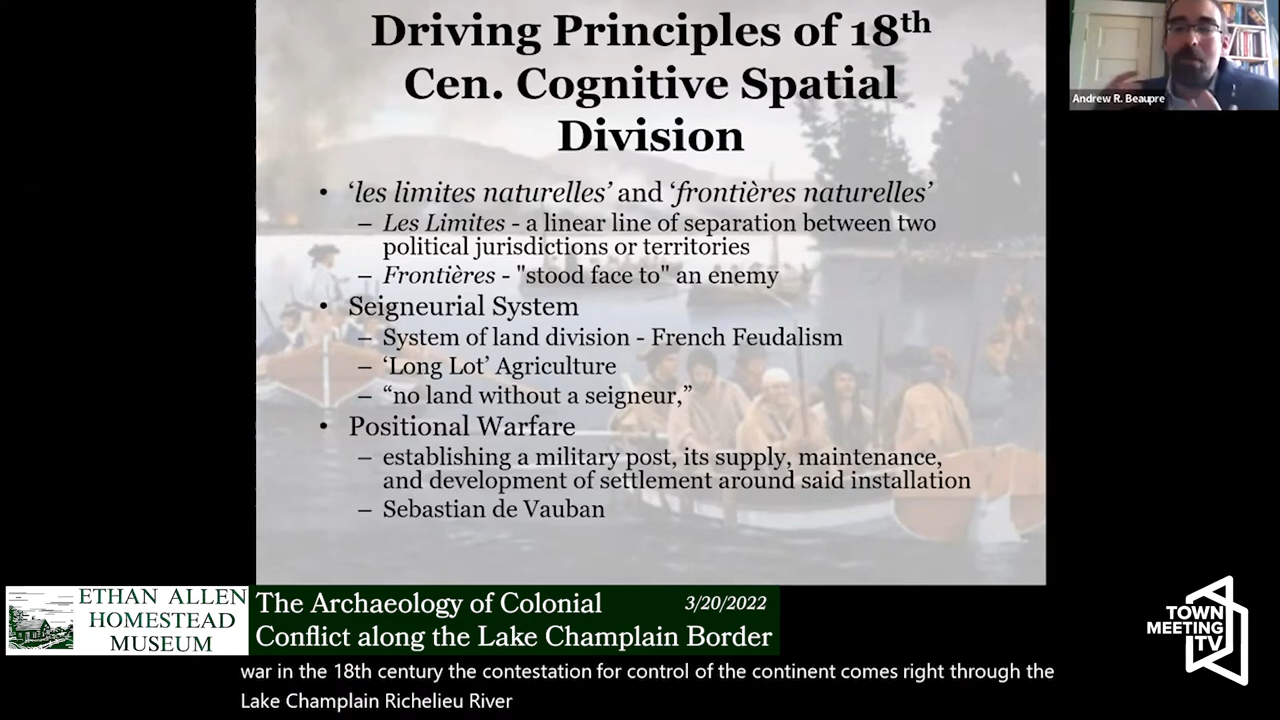 Driving Principles of 18th
Cen. Cognitive Spatial
Division
• ‘les limites naturelles’ and ‘frontières naturelles’
– Les Limites - a linear line of separation between two
political jurisdictions or territories
– Frontières - "stood face to" an enemy
• Seigneurial System
– System of land division - French Feudalism
– ‘Long Lot’ Agriculture
– “no land without a seigneur,”
• Positional Warfare
– establishing a military post, its supply, maintenance,
and development of settlement around said installation
– Sebastian de Vauban
Andrew R. Beaupre
ETHAN ALLEN
HOMESTEAD
MUSEUM
The Archaeology of Colonial 3/20/2022
Conflict along the Lake Champlain Border
TOWN
MEETING
TV
war in the 18th century the contestation for control of the continent comes right through the
Lake Champlain Richelieu River